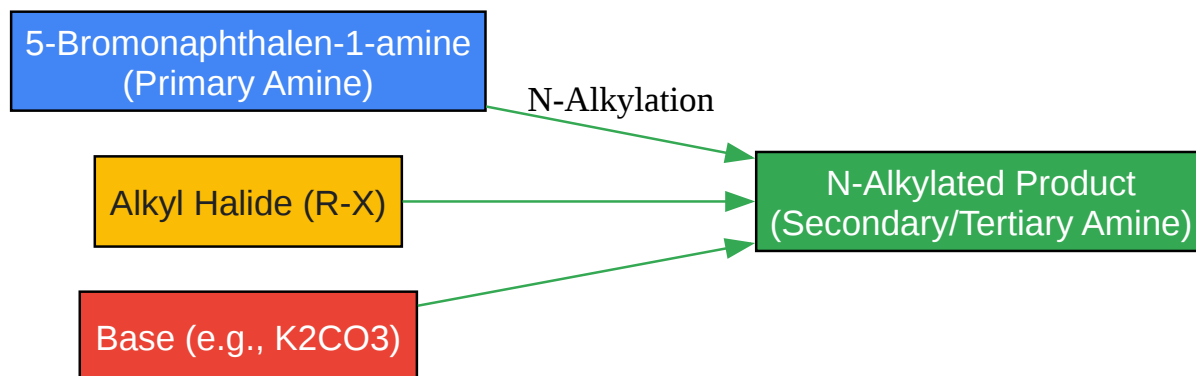 5-Bromonaphthalen-1-amine
(Primary Amine)
N-Alkylation
Alkyl Halide (R-X)
N-Alkylated Product
(Secondary/Tertiary Amine)
Base (e.g., K2CO3)